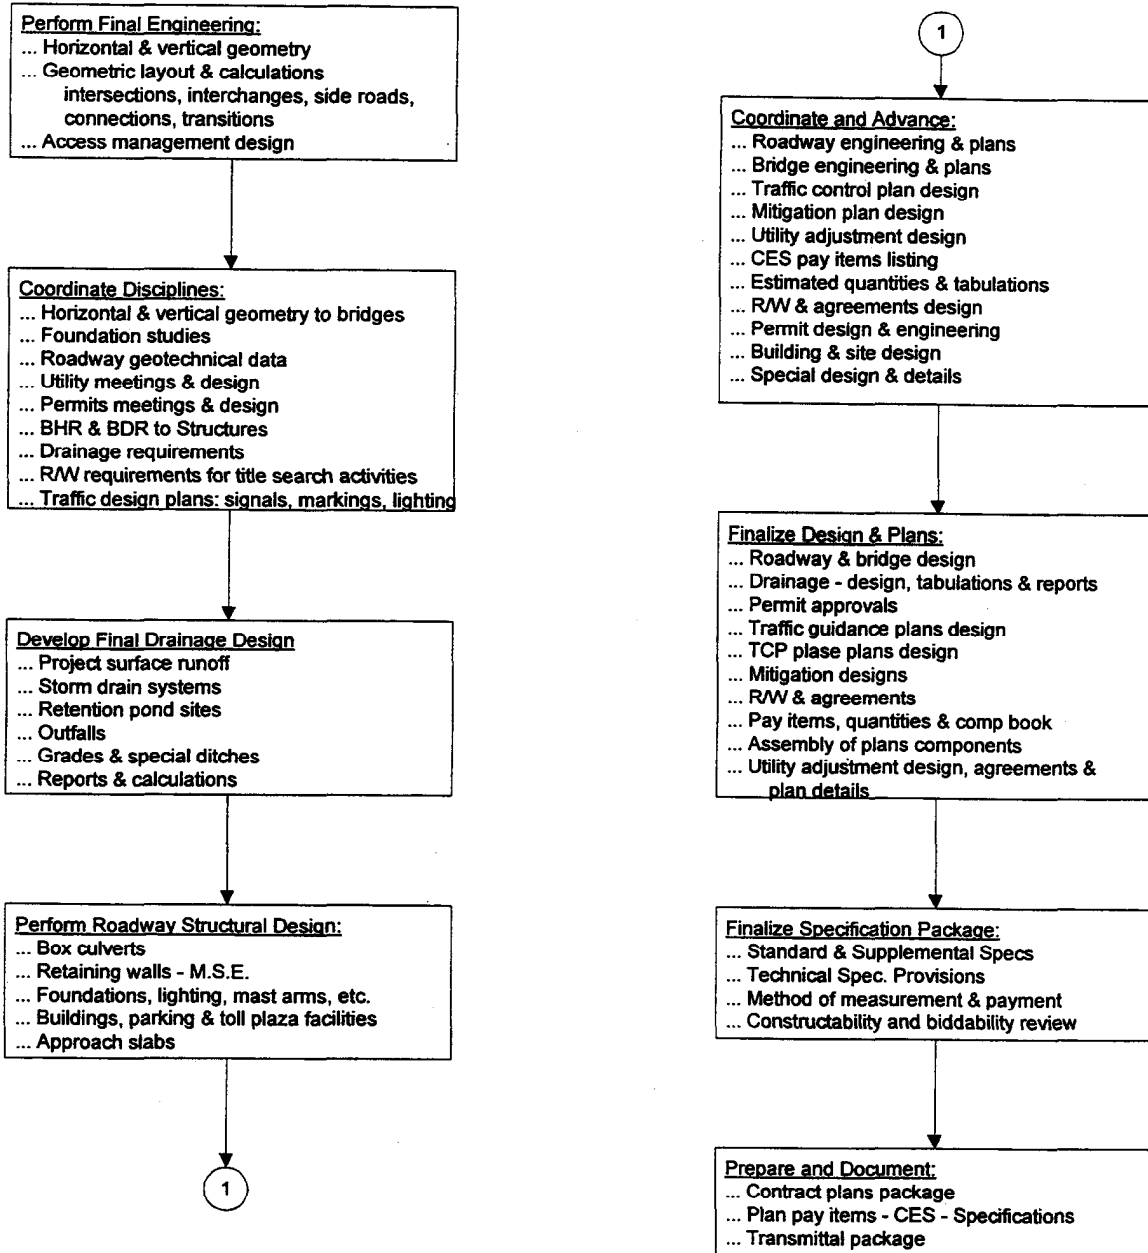 Perform Final Engineering:
... Horizontal & vertical geometry
... Geometric layout & calculations
intersections, interchanges, side roads,
connections, transitions
... Access management design
Coordinate Disciplines:
... Horizontal & vertical geometry to bridges
... Foundation studies
... Roadway geotechnical data
... Utility meetings & design
... Permits meetings & design
... BHR & BDR to Structures
... Drainage requirements
... R/W requirements for title search activities
... Traffic design plans: signals, markings, lighting
Develop Final Drainage Design
... Project surface runoff
... Storm drain systems
... Retention pond sites
... Outfalls
... Grades & special ditches
... Reports & calculations
Perform Roadway Structural Design:
... Box culverts
... Retaining walls - M.S.E.
... Foundations, lighting, mast arms, etc.
... Buildings, parking & toll plaza facilities
... Approach slabs
1
1
Coordinate and Advance:
... Roadway engineering & plans
... Bridge engineering & plans
... Traffic control plan design
... Mitigation plan design
... Utility adjustment design
... CES pay items listing
... Estimated quantities & tabulations
... R/W & agreements design
... Permit design & engineering
... Building & site design
... Special design & details
Finalize Design & Plans:
... Roadway & bridge design
... Drainage - design, tabulations & reports
... Permit approvals
... Traffic guidance plans design
... TCP plase plans design
... Mitigation designs
... R/W & agreements
... Pay items, quantities & comp book
... Assembly of plans components
... Utility adjustment design, agreements &
plan details
Finalize Specification Package:
... Standard & Supplemental Specs
... Technical Spec. Provisions
... Method of measurement & payment
... Constructability and biddability review
Prepare and Document:
... Contract plans package
... Plan pay items - CES - Specifications
... Transmittal package